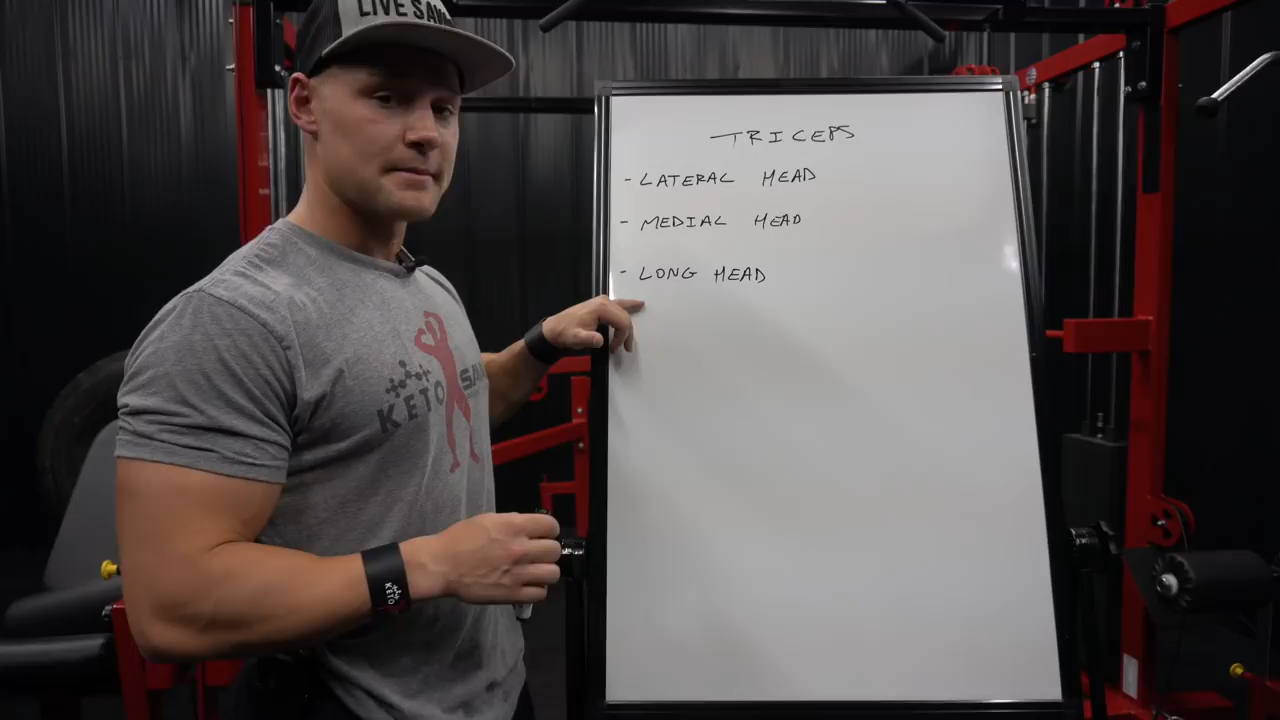 LIVE SAV
TRICEPS
- LATERAL HEAD
- MEDIAL HEAD
- LONG HEAD
KETO SAV
KETO